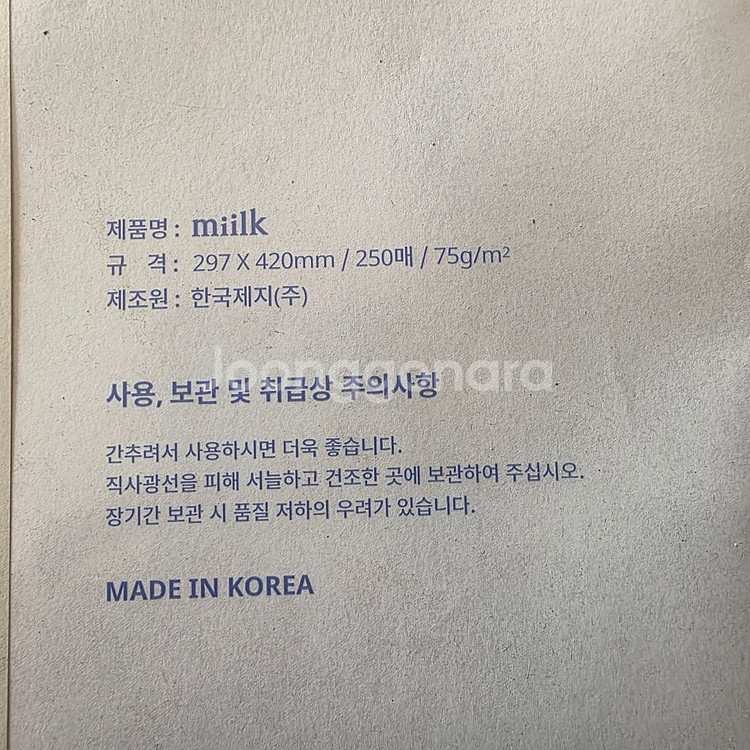 제품명 : miilk
규 격 : 297 X 420mm / 250매 / 75g/m²
제조원 : 한국제지(주)
joonggonara
사용, 보관 및 취급상 주의사항
간추려서 사용하시면 더욱 좋습니다.
직사광선을 피해 서늘하고 건조한 곳에 보관하여 주십시오.
장기간 보관 시 품질 저하의 우려가 있습니다.
MADE IN KOREA